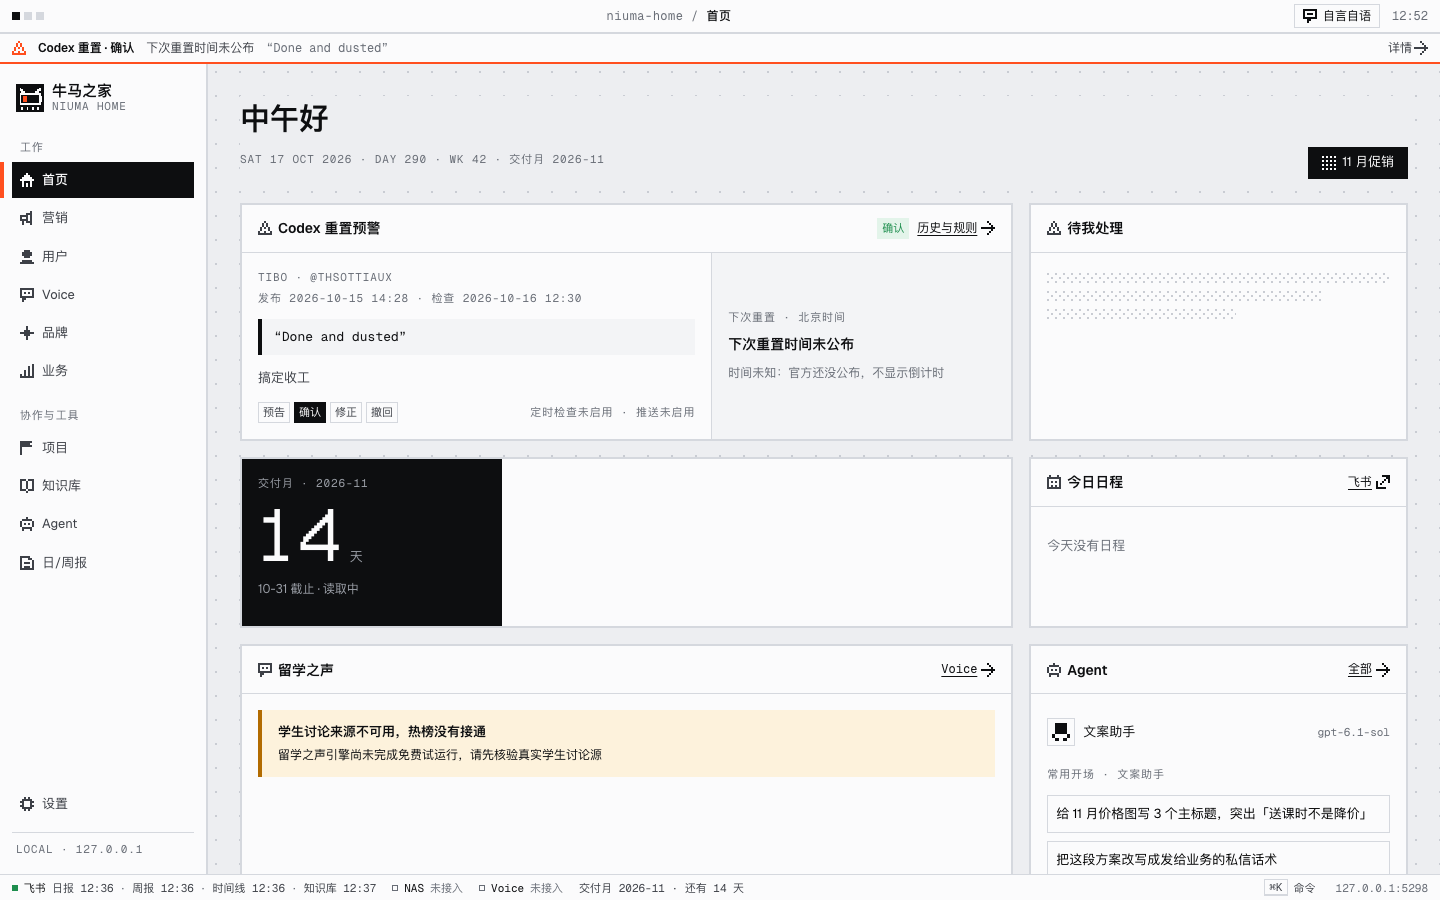 niuma-home / 首页
自言自语
12:52
Codex 重置 · 确认 下次重置时间未公布 “Done and dusted”
详情
牛马之家
NIUMA HOME
工作
首页
营销
用户
Voice
品牌
业务
协作与工具
项目
知识库
Agent
日/周报
设置
LOCAL · 127.0.0.1
中午好
SAT 17 OCT 2026 · DAY 290 · WK 42 · 交付月 2026-11
11 月促销
Codex 重置预警
确认
历史与规则
TIBO · @THSOTTIAUX
发布 2026-10-15 14:28 · 检查 2026-10-16 12:30
“Done and dusted”
搞定收工
预告
确认
修正
撤回
定时检查未启用 · 推送未启用
下次重置 · 北京时间
下次重置时间未公布
时间未知：官方还没公布，不显示倒计时
待我处理
交付月 · 2026-11
14 天
10-31 截止 · 读取中
今日日程
飞书
今天没有日程
留学之声
Voice
学生讨论来源不可用，热榜没有接通
留学之声引擎尚未完成免费试运行，请先核验真实学生讨论源
Agent
全部
文案助手
gpt-6.1-sol
常用开场 · 文案助手
给 11 月价格图写 3 个主标题，突出「送课时不是降价」
把这段方案改写成发给业务的私信话术
飞书 日报 12:36 · 周报 12:36 · 时间线 12:36 · 知识库 12:37
NAS 未接入
Voice 未接入
交付月 2026-11 · 还有 14 天
⌘K 命令
127.0.0.1:5298